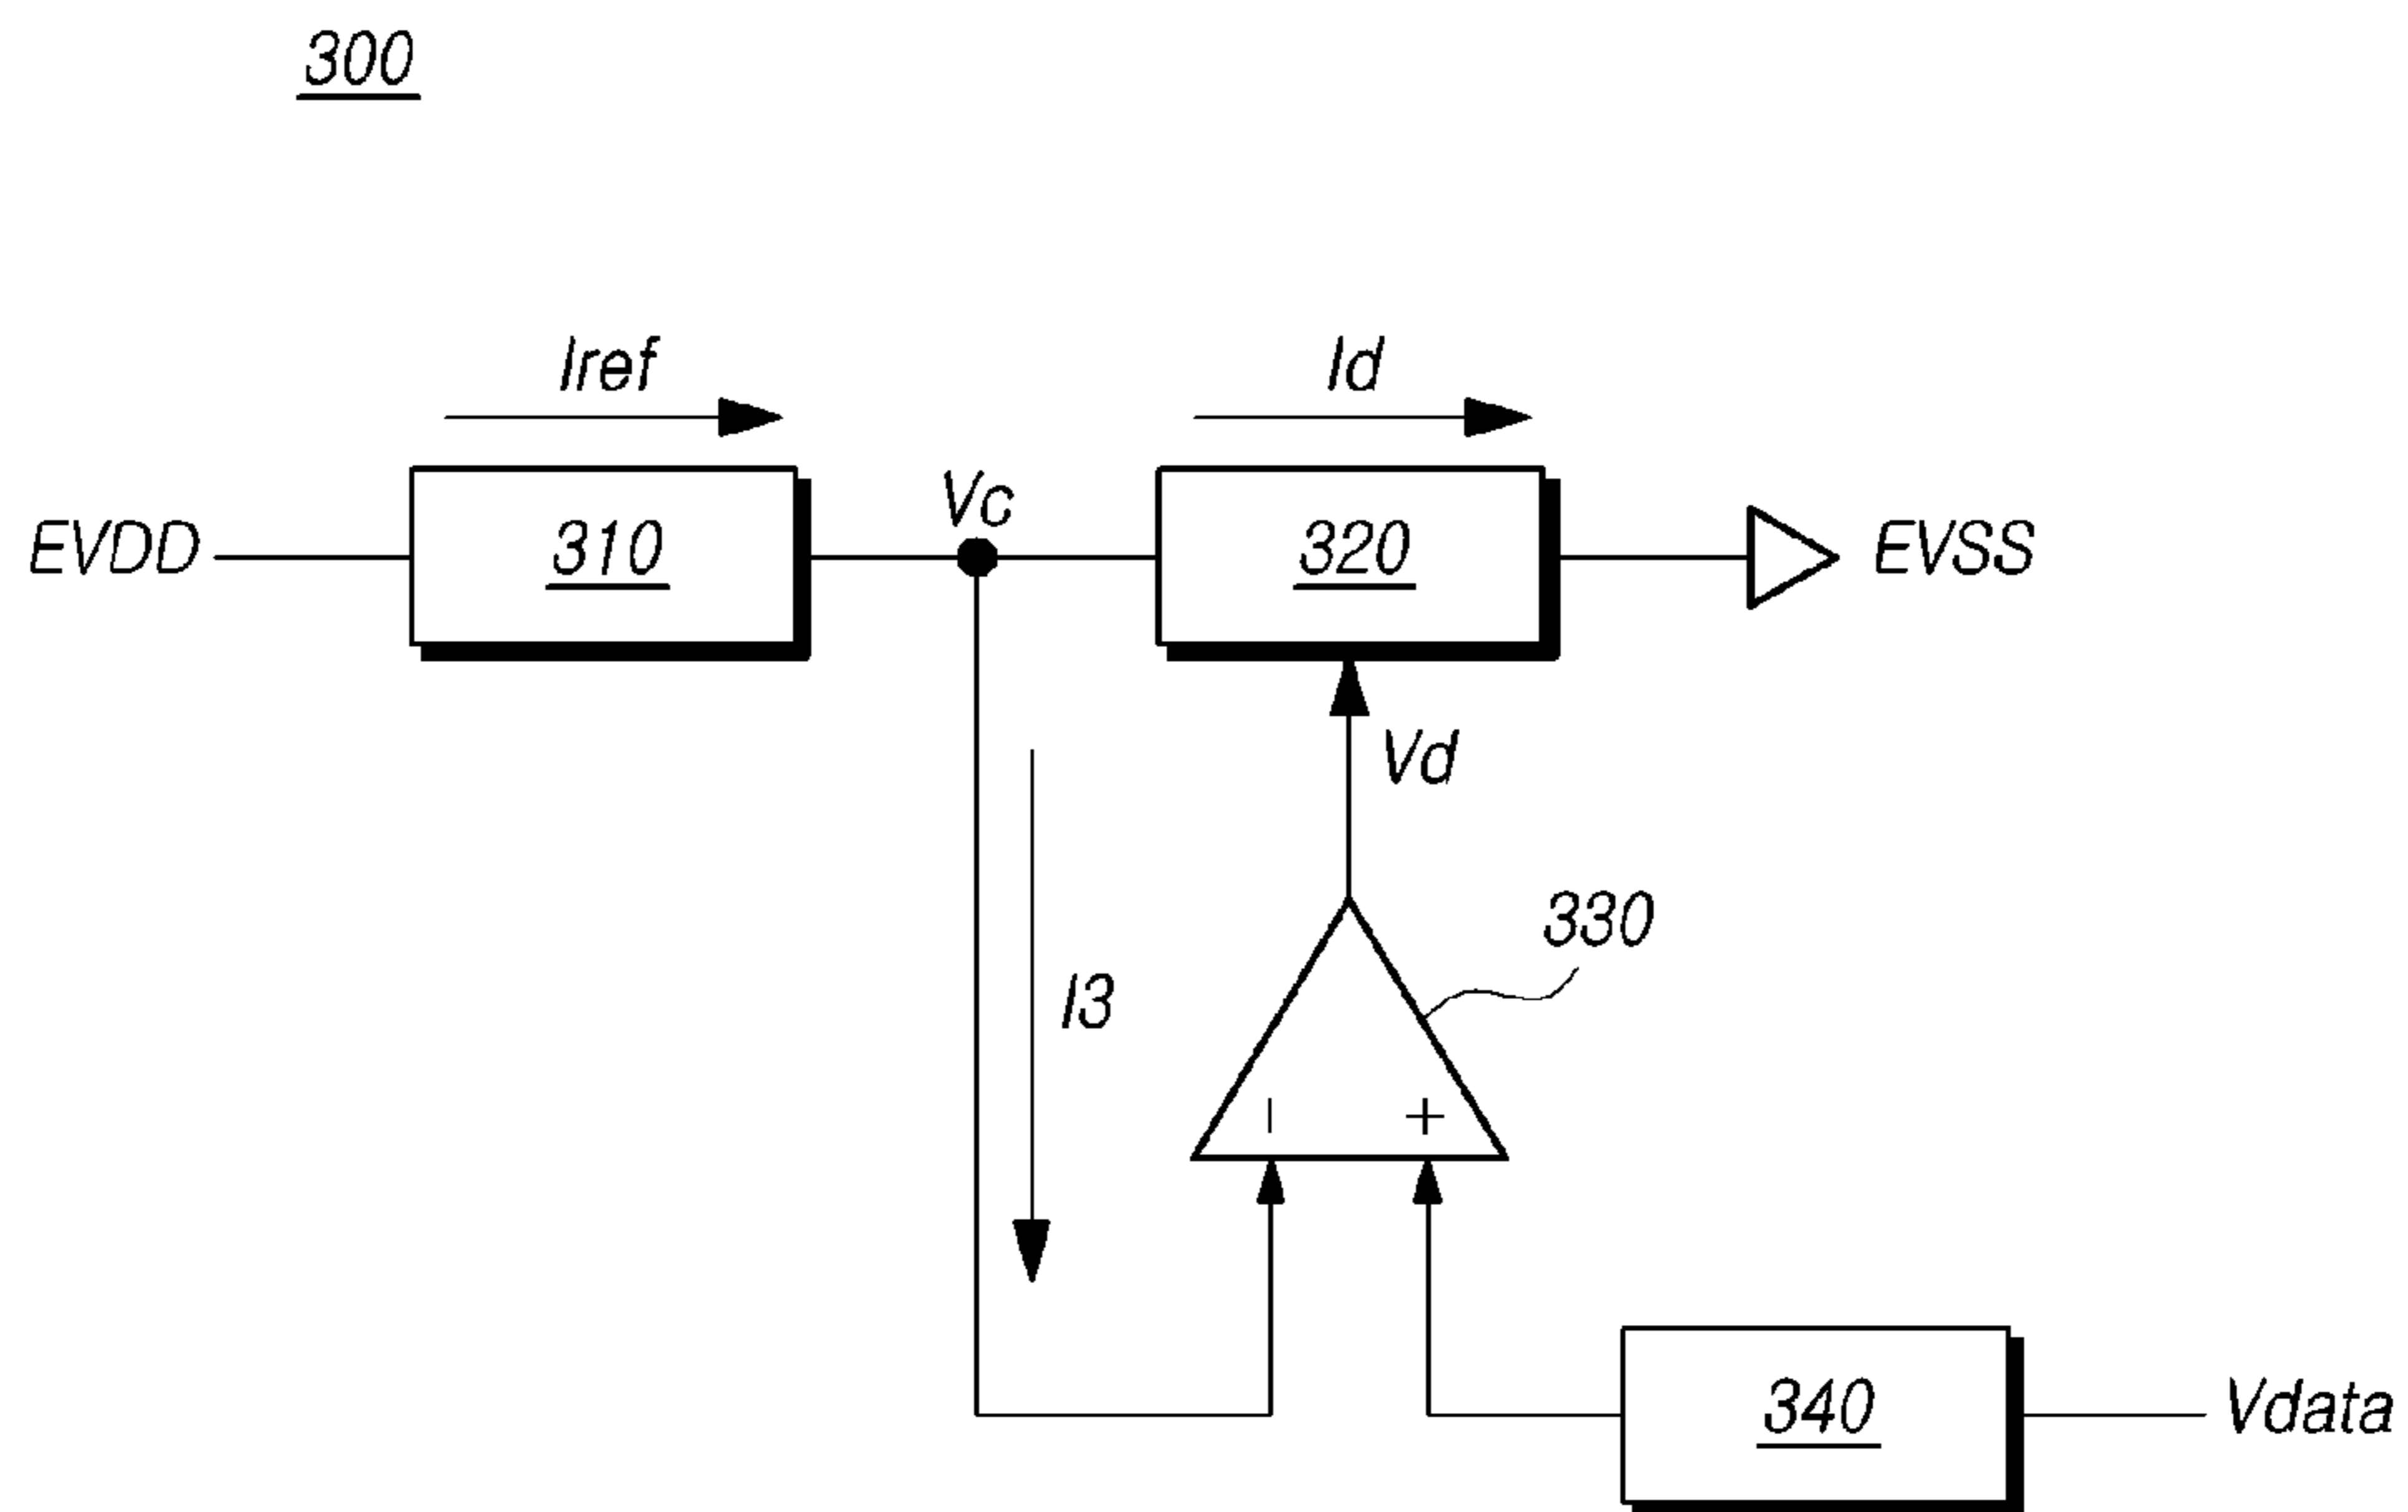 300
Iref
Id
EVDD
310
Vc
320
EVSS
Vd
330
I3
− +
340
Vdata